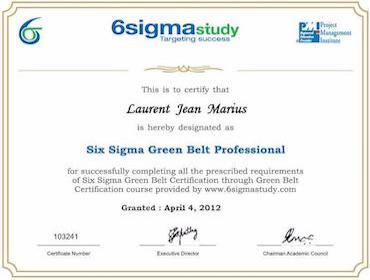 6sigmastudy
Targeting success
PMI Project Management Institute
This is to certify that
Laurent Jean Marius
is hereby designated as
Six Sigma Green Belt Professional
for successfully completing all the prescribed requirements
of Six Sigma Green Belt Certification through Green Belt
Certification course provided by www.6sigmastudy.com
Granted : April 4, 2012
103241
Certificate Number
Executive Director
Chairman Academic Council